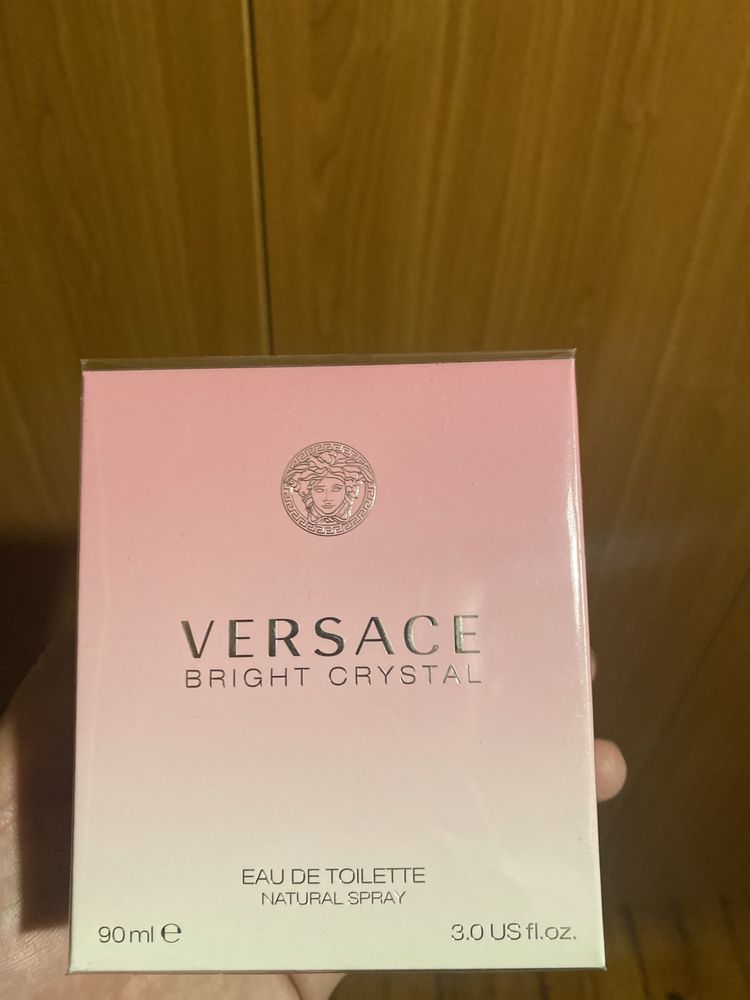 VERSACE
BRIGHT CRYSTAL
EAU DE TOILETTE
NATURAL SPRAY
90 ml ℮
3.0 US fl.oz.